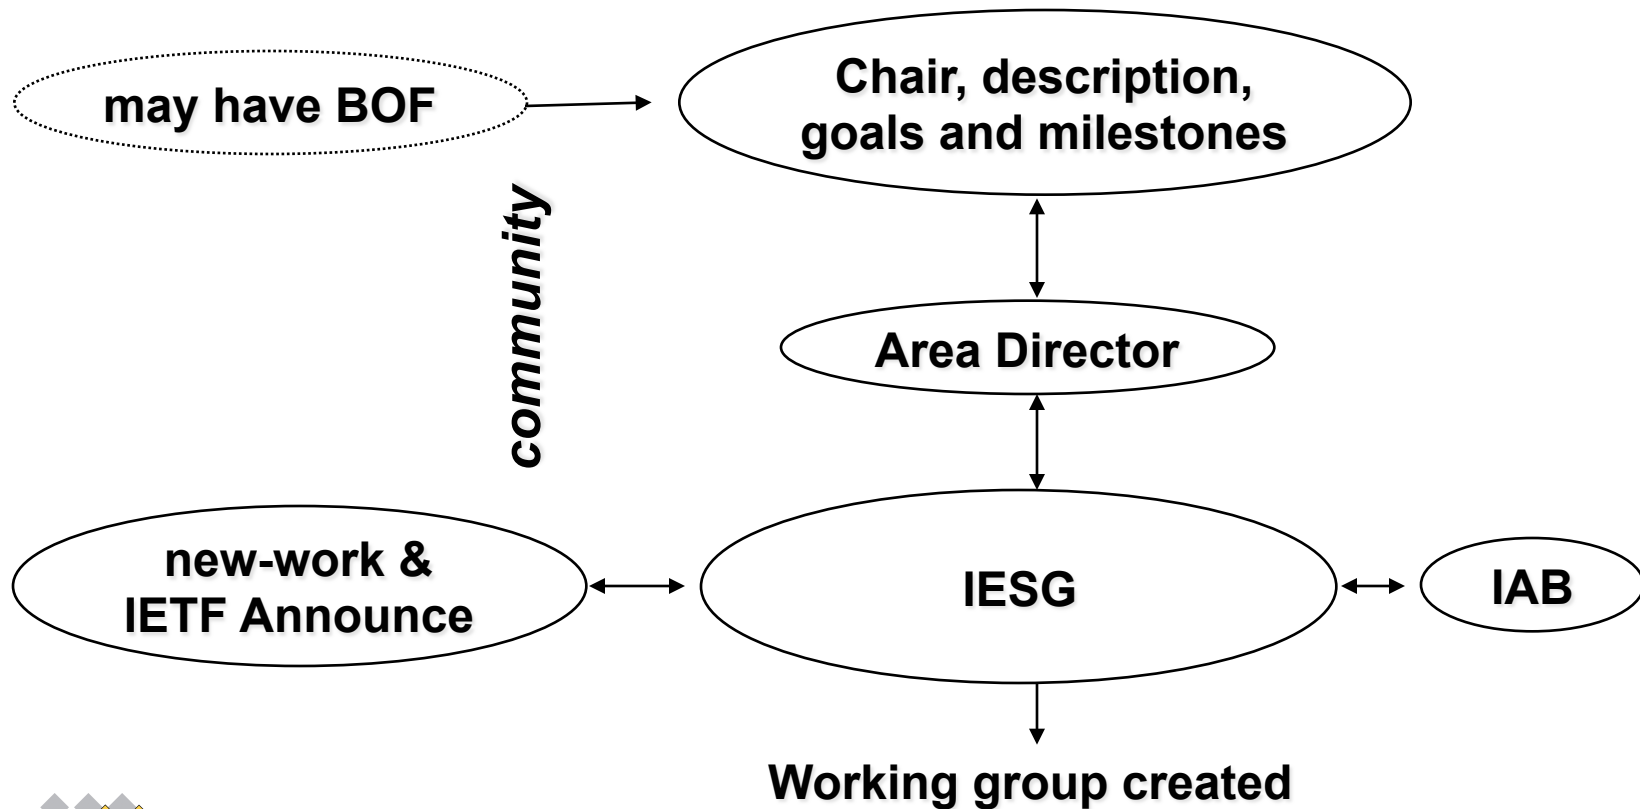 may have BOF
Chair, description,
goals and milestones
community
Area Director
new-work &
IETF Announce
IESG
IAB
Working group created